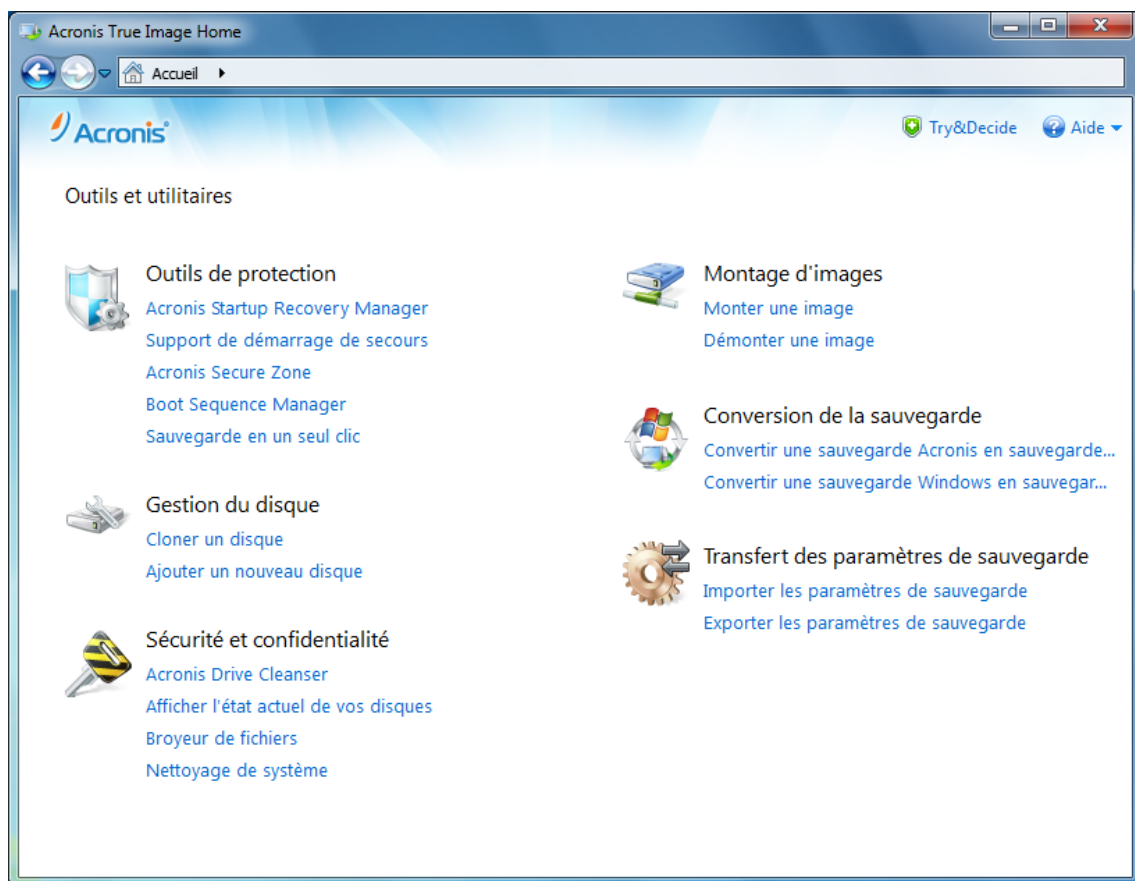 Acronis True Image Home
Accueil
Acronis
Try&Decide
Aide
Outils et utilitaires
Outils de protection
Acronis Startup Recovery Manager
Support de démarrage de secours
Acronis Secure Zone
Boot Sequence Manager
Sauvegarde en un seul clic
Gestion du disque
Cloner un disque
Ajouter un nouveau disque
Sécurité et confidentialité
Acronis Drive Cleanser
Afficher l'état actuel de vos disques
Broyeur de fichiers
Nettoyage de système
Montage d'images
Monter une image
Démonter une image
Conversion de la sauvegarde
Convertir une sauvegarde Acronis en sauvegarde...
Convertir une sauvegarde Windows en sauvegar...
Transfert des paramètres de sauvegarde
Importer les paramètres de sauvegarde
Exporter les paramètres de sauvegarde